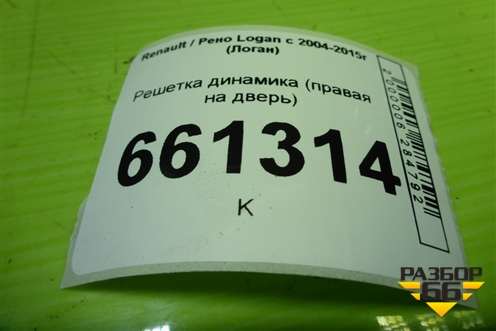 Renault / Рено Logan с 2004-2015г
(Логан)
Решетка динамика (правая
на дверь)
661314
К
2000006284792
РАЗБОР
66